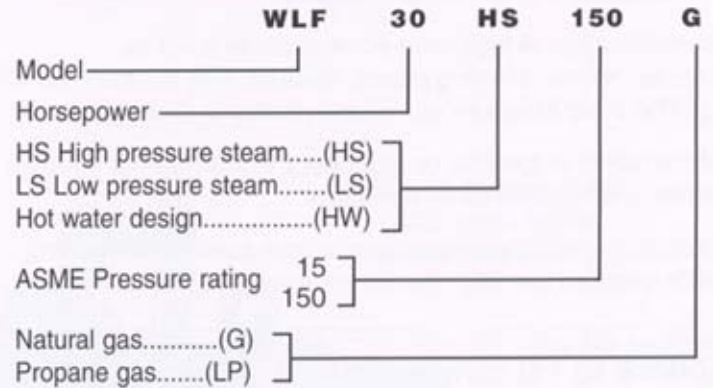 WLF 30 HS 150 G
Model
Horsepower
HS High pressure steam.....(HS)
LS Low pressure steam.......(LS)
Hot water design.................(HW)
ASME Pressure rating 15
150
Natural gas...........(G)
Propane gas.......(LP)